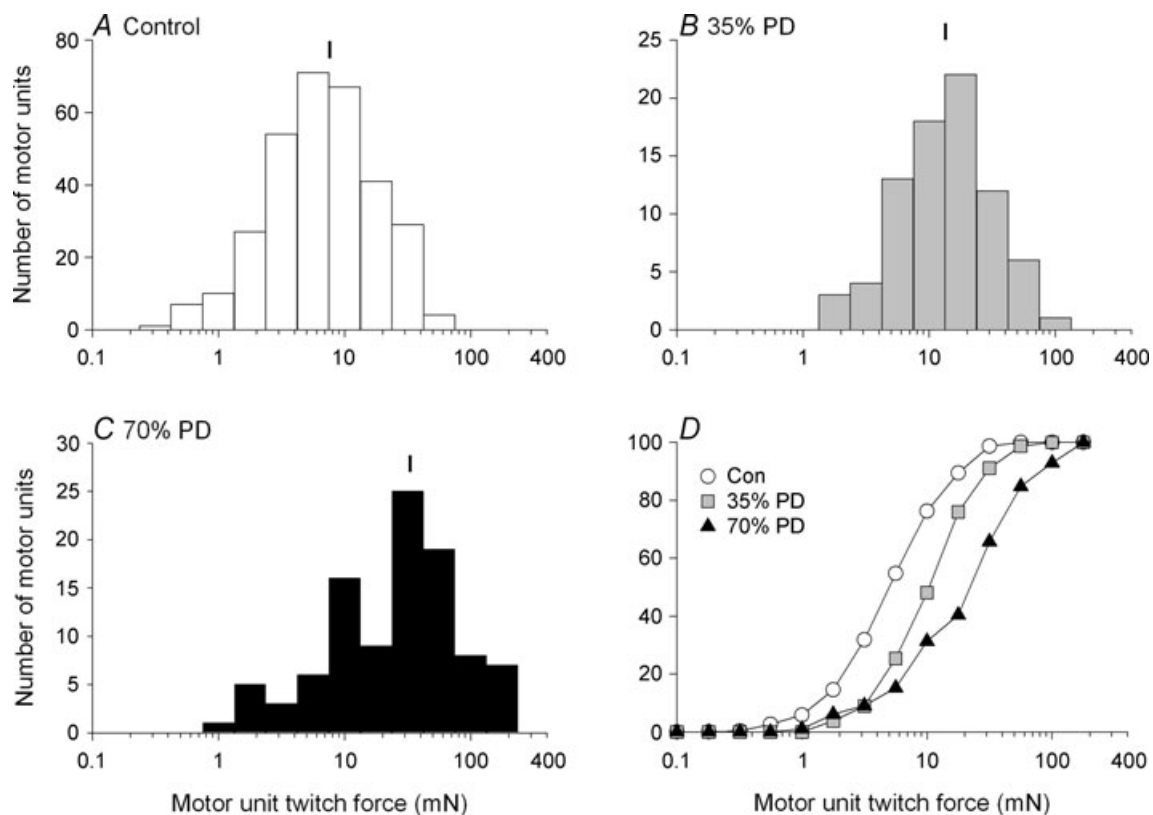 A Control
80
60
40
20
0
Number of motor units
0.1 1 10 100 400
B 35% PD
25
20
15
10
5
0
0.1 1 10 100 400
C 70% PD
30
25
20
15
10
5
0
Number of motor units
0.1 1 10 100 400
Motor unit twitch force (mN)
D
100
80
60
40
20
0
Con
35% PD
70% PD
0.1 1 10 100 400
Motor unit twitch force (mN)